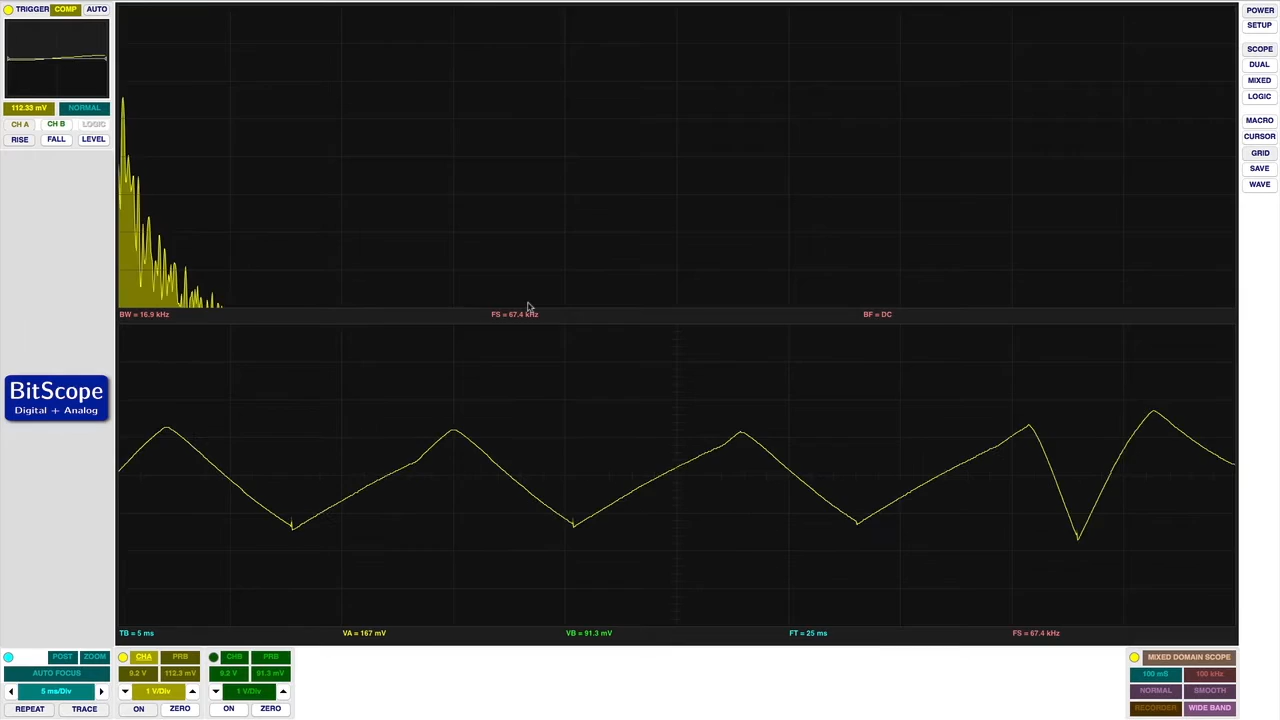 TRIGGER COMP AUTO
112.33 mV NORMAL
CH A CH B LOGIC
RISE FALL LEVEL
BitScope
Digital + Analog
POWER
SETUP
SCOPE
DUAL
MIXED
LOGIC
MACRO
CURSOR
GRID
SAVE
WAVE
BW = 16.9 kHz FS = 67.4 kHz BF = DC
TB = 5 ms VA = 167 mV VB = 91.3 mV FT = 25 ms FS = 67.4 kHz
POST ZOOM
AUTO FOCUS
5 ms/Div
REPEAT TRACE
CHA PRB
9.2 V 112.3 mV
1 V/Div
ON ZERO
CHB PRB
9.2 V 91.3 mV
1 V/Div
ON ZERO
MIXED DOMAIN SCOPE
100 mS 100 kHz
NORMAL SMOOTH
RECORDER WIDE BAND